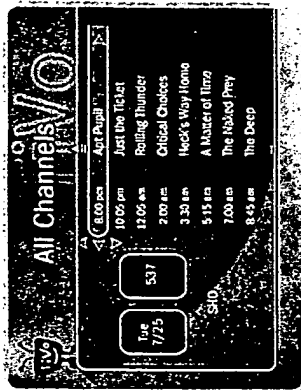 All Channels
8:00 pm Apt Pupil
10:05 pm Just the Ticket
12:05 am Rolling Thunder
2:00 am Critical Choices
3:30 am Heck's Way Home
5:15 am A Matter of Time
7:00 am The Naked Prey
8:45 am The Deep
Tue
7/25
537
SHO